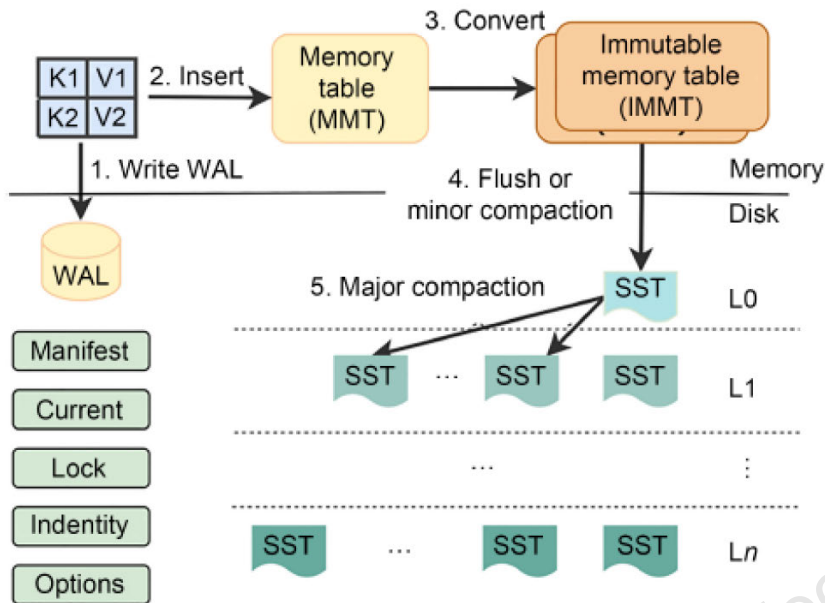 3. Convert
K1 V1
K2 V2
2. Insert
Memory
table
(MMT)
Immutable
memory table
(IMMT)
1. Write WAL
4. Flush or
minor compaction
Memory
Disk
WAL
5. Major compaction
SST
L0
Manifest
Current
Lock
Indentity
Options
SST ... SST SST
L1
...
⋮
SST ... SST SST
Ln